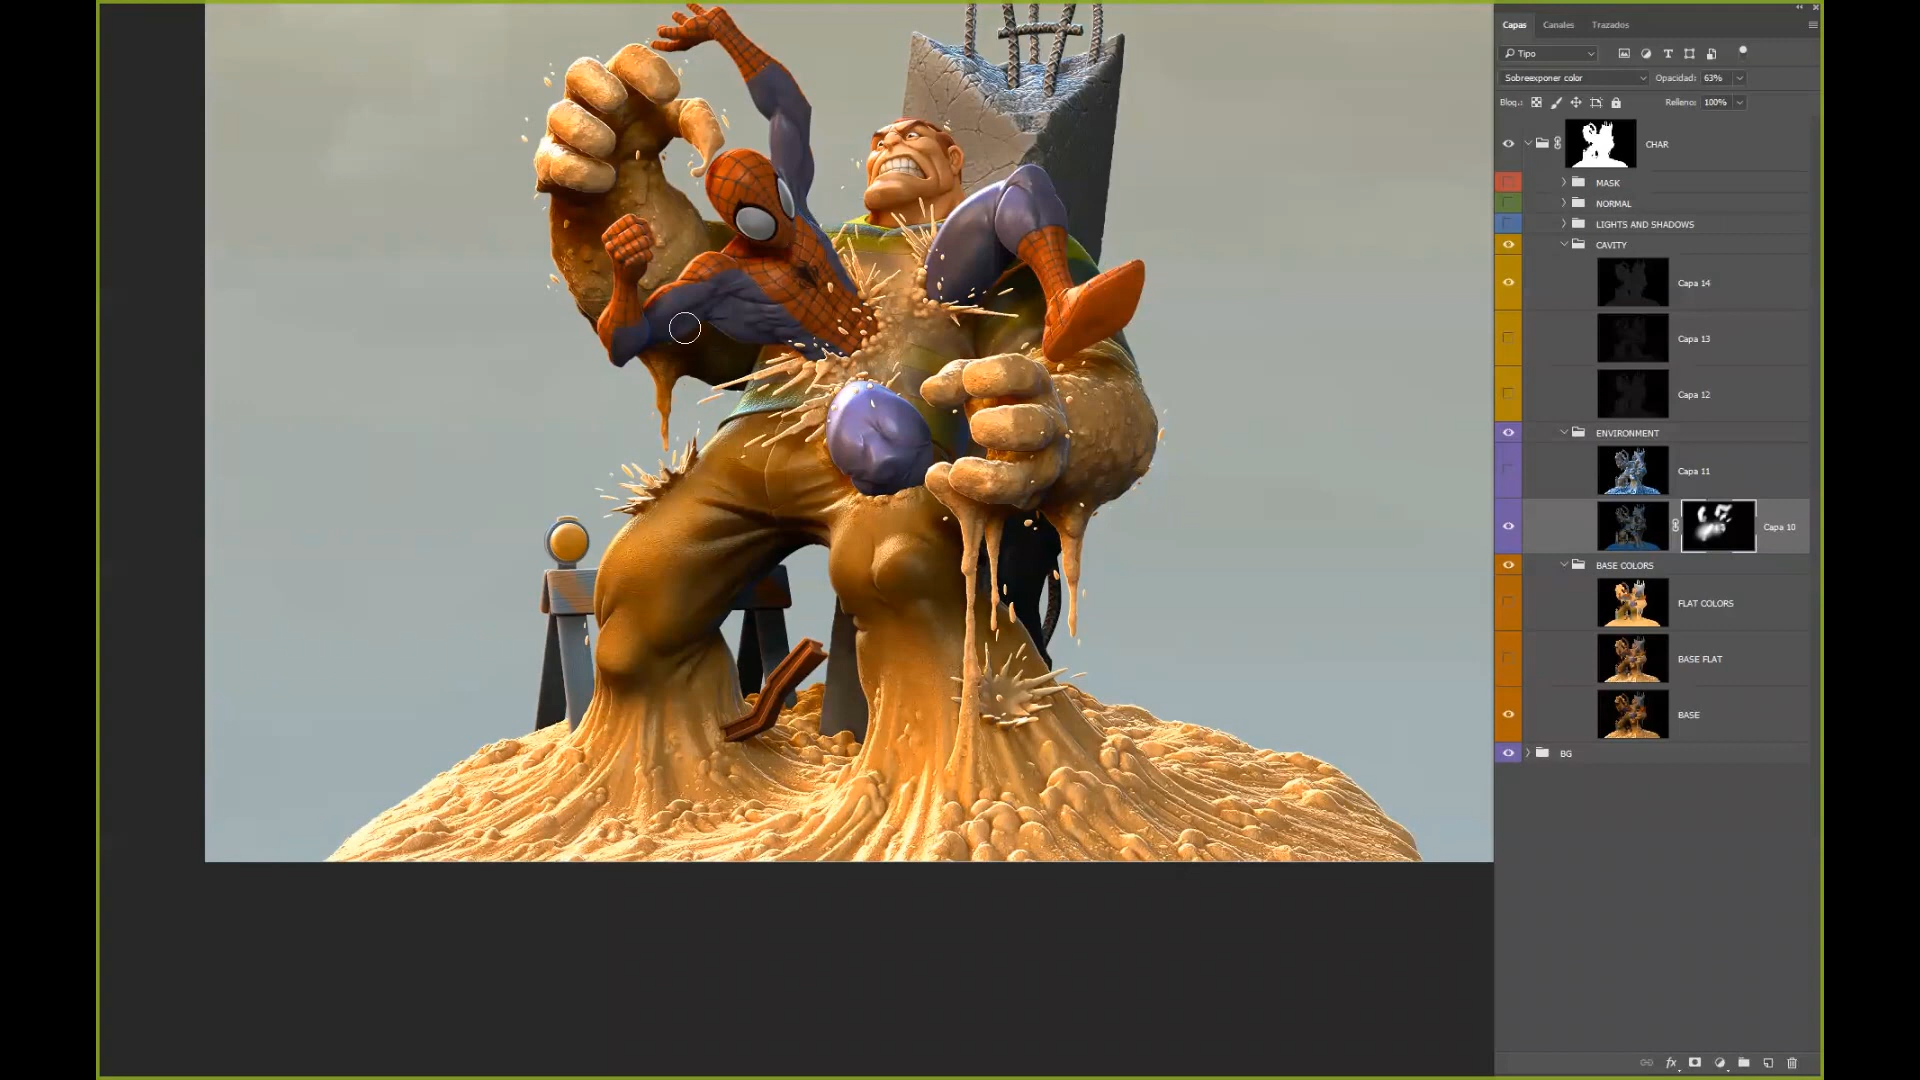 Capas Canales Trazados
Tipo
Sobreexponer color Opacidad: 63%
Bloq.: Relleno: 100%
CHAR
MASK
NORMAL
LIGHTS AND SHADOWS
CAVITY
Capa 14
Capa 13
Capa 12
ENVIRONMENT
Capa 11
Capa 10
BASE COLORS
FLAT COLORS
BASE FLAT
BASE
BG
fx